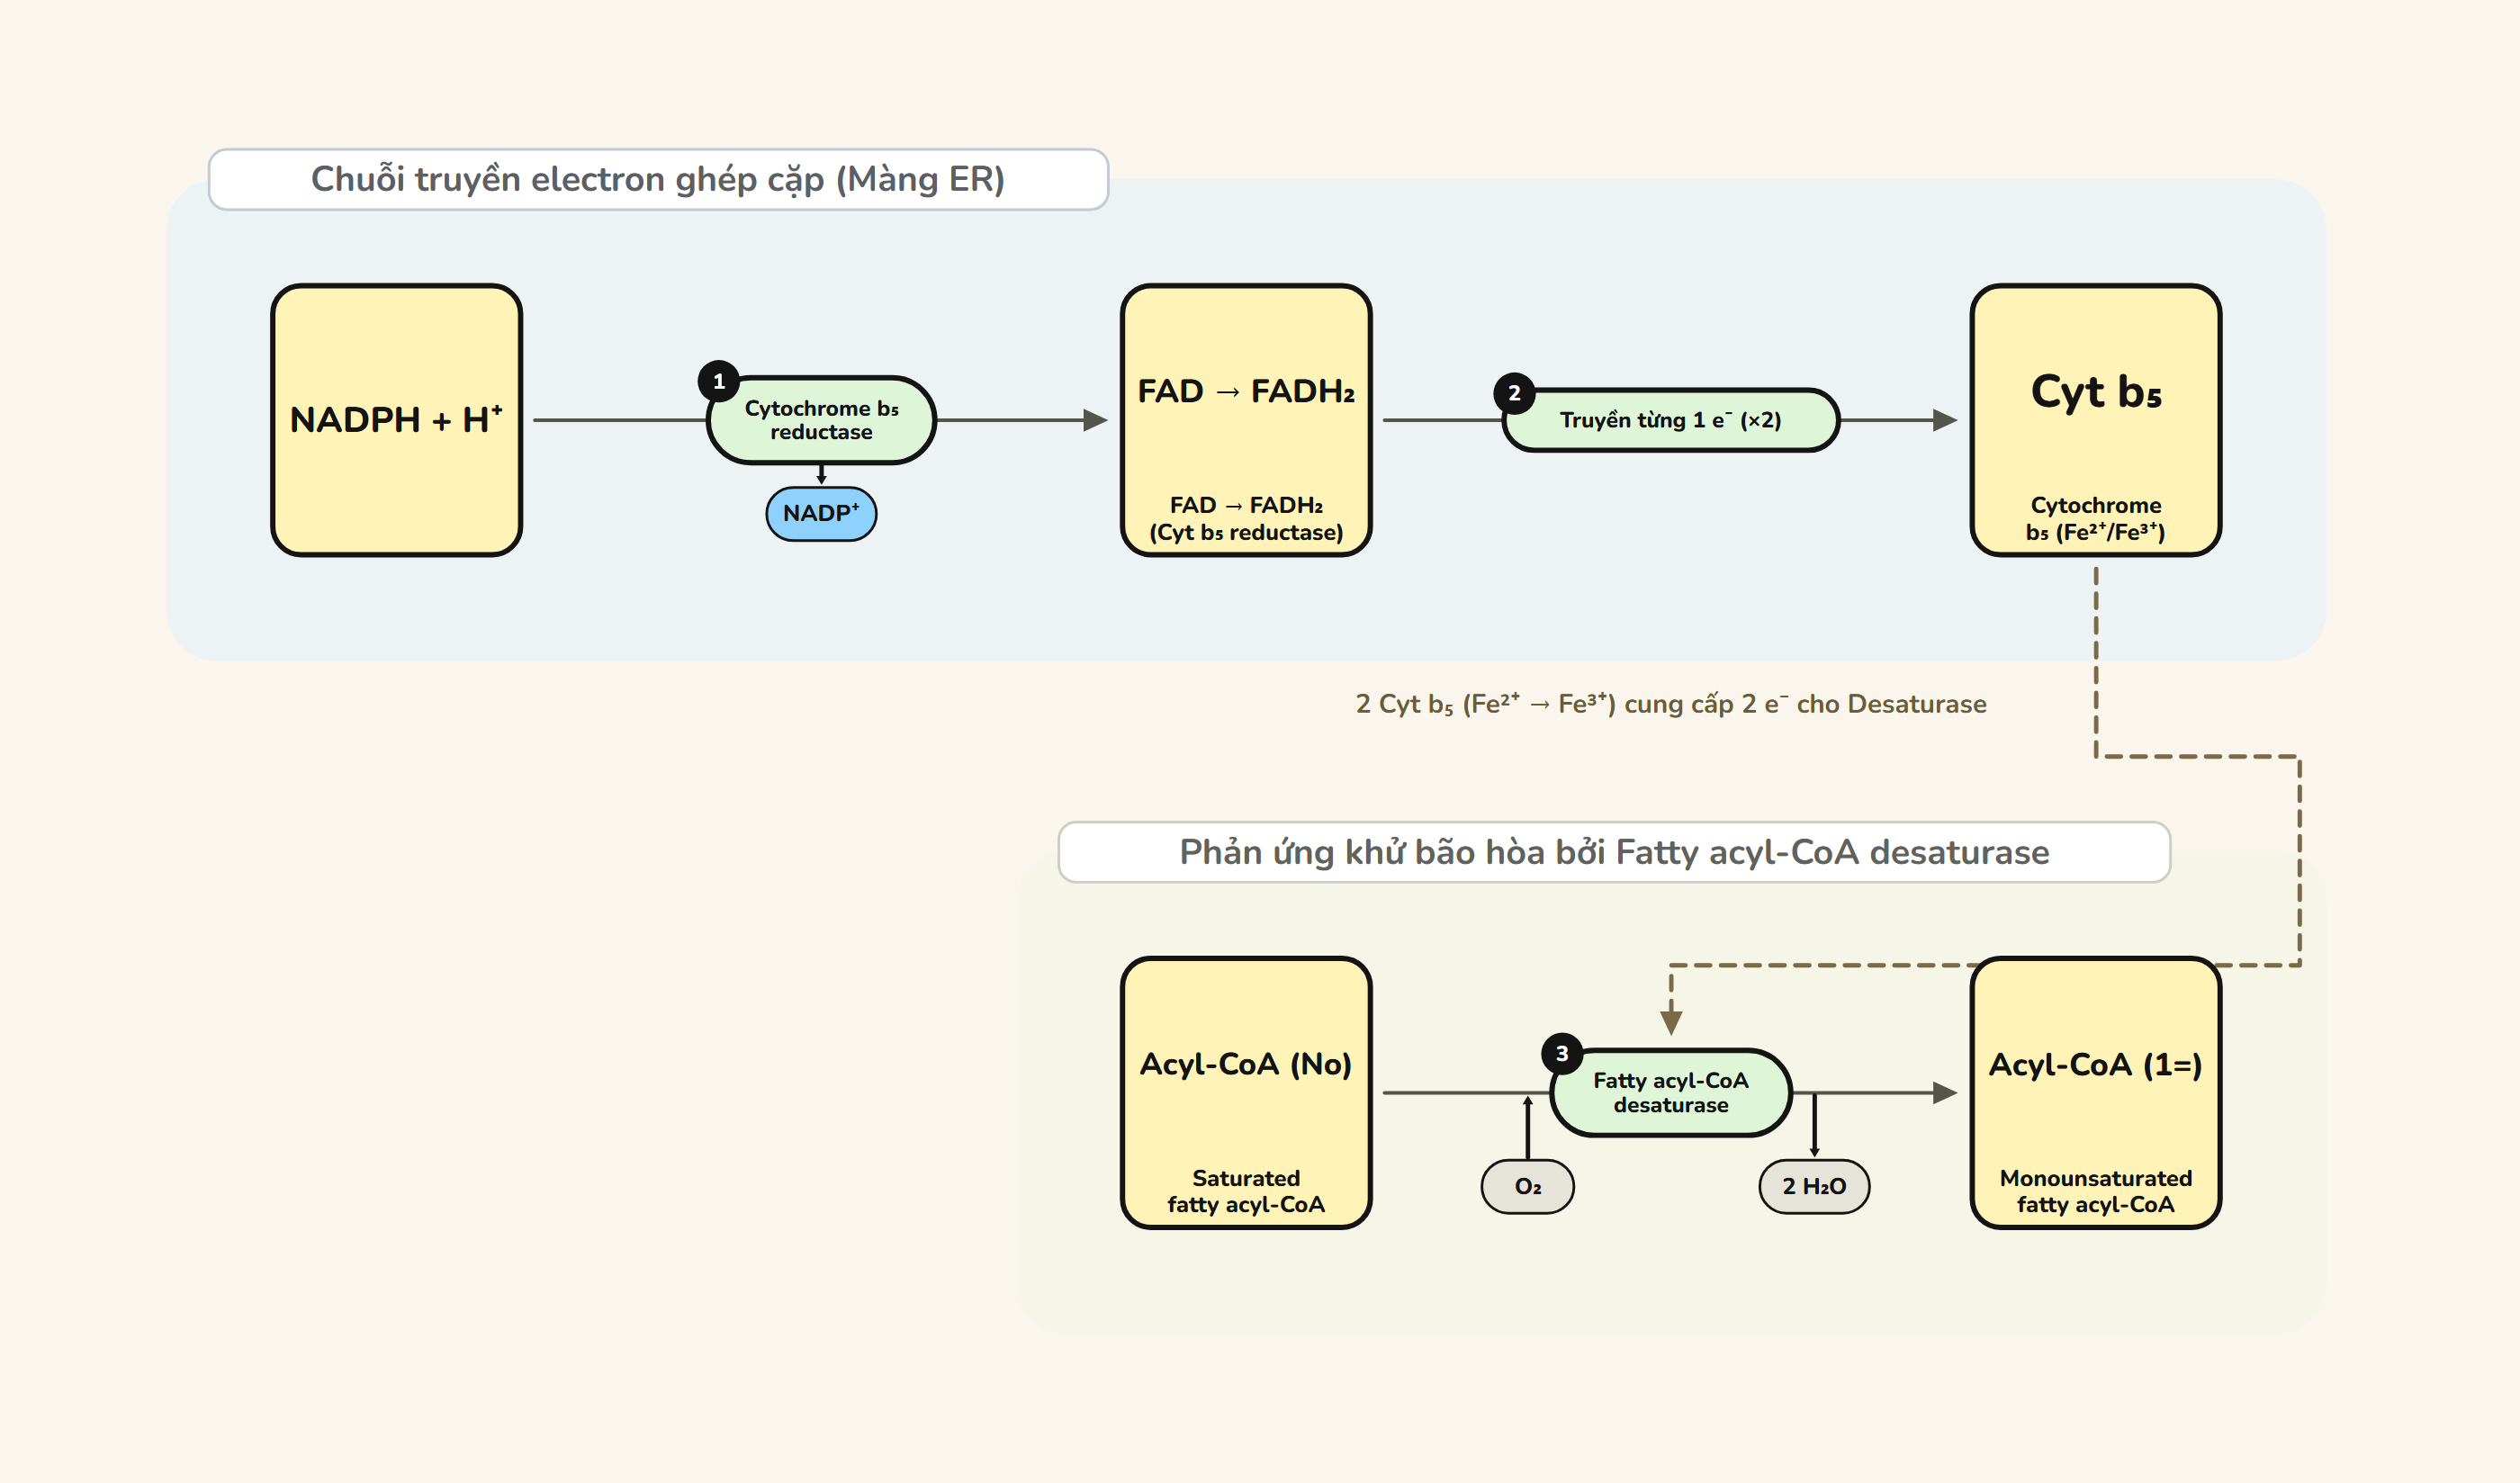 Chuỗi truyền electron ghép cặp (Màng ER)
NADPH + H⁺
1
Cytochrome b₅
reductase
NADP⁺
FAD → FADH₂
FAD → FADH₂
(Cyt b₅ reductase)
2
Truyền từng 1 e⁻ (×2)
Cyt b₅
Cytochrome
b₅ (Fe²⁺/Fe³⁺)
2 Cyt b₅ (Fe²⁺ → Fe³⁺) cung cấp 2 e⁻ cho Desaturase
Phản ứng khử bão hòa bởi Fatty acyl-CoA desaturase
Acyl-CoA (No)
Saturated
fatty acyl-CoA
3
Fatty acyl-CoA
desaturase
O₂
2 H₂O
Acyl-CoA (1=)
Monounsaturated
fatty acyl-CoA